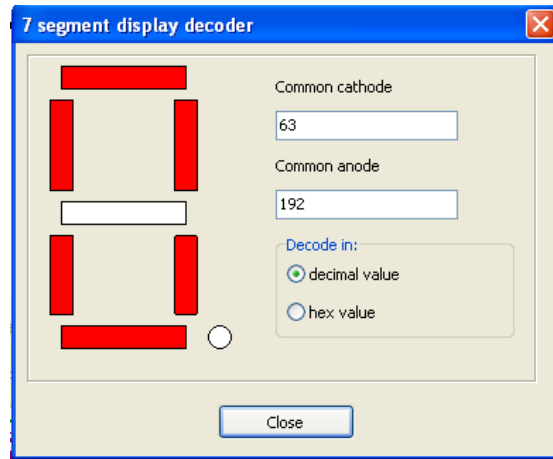 7 segment display decoder
Common cathode
63
Common anode
192
Decode in:
decimal value
hex value
Close